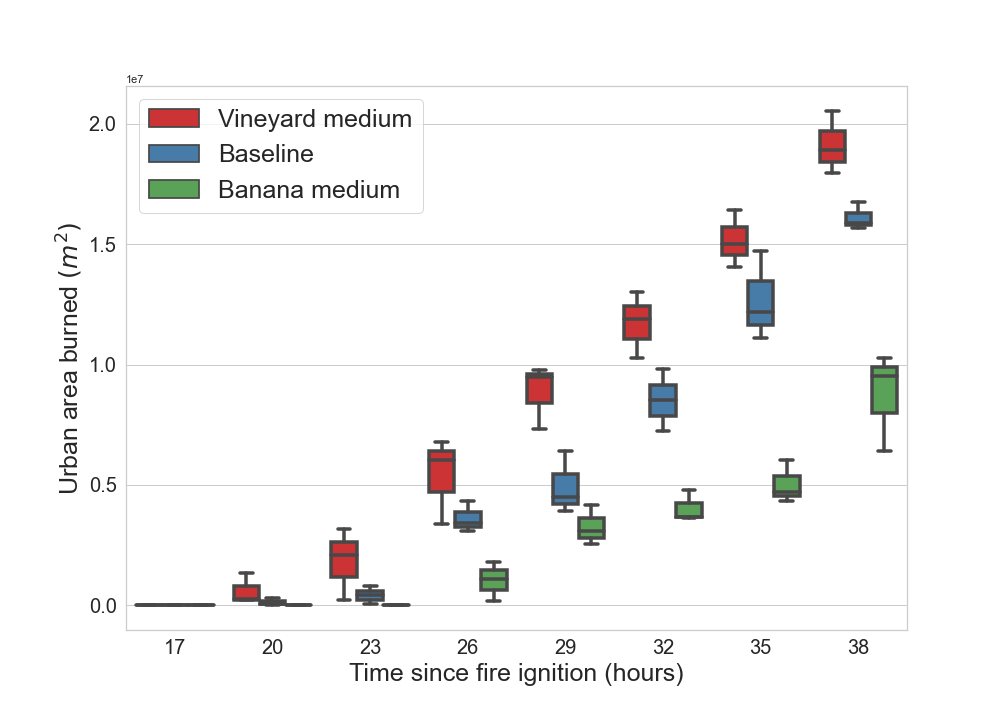 1e7
Vineyard medium
Baseline
Banana medium
2.0
1.5
1.0
0.5
0.0
Urban area burned (m²)
17 20 23 26 29 32 35 38
Time since fire ignition (hours)